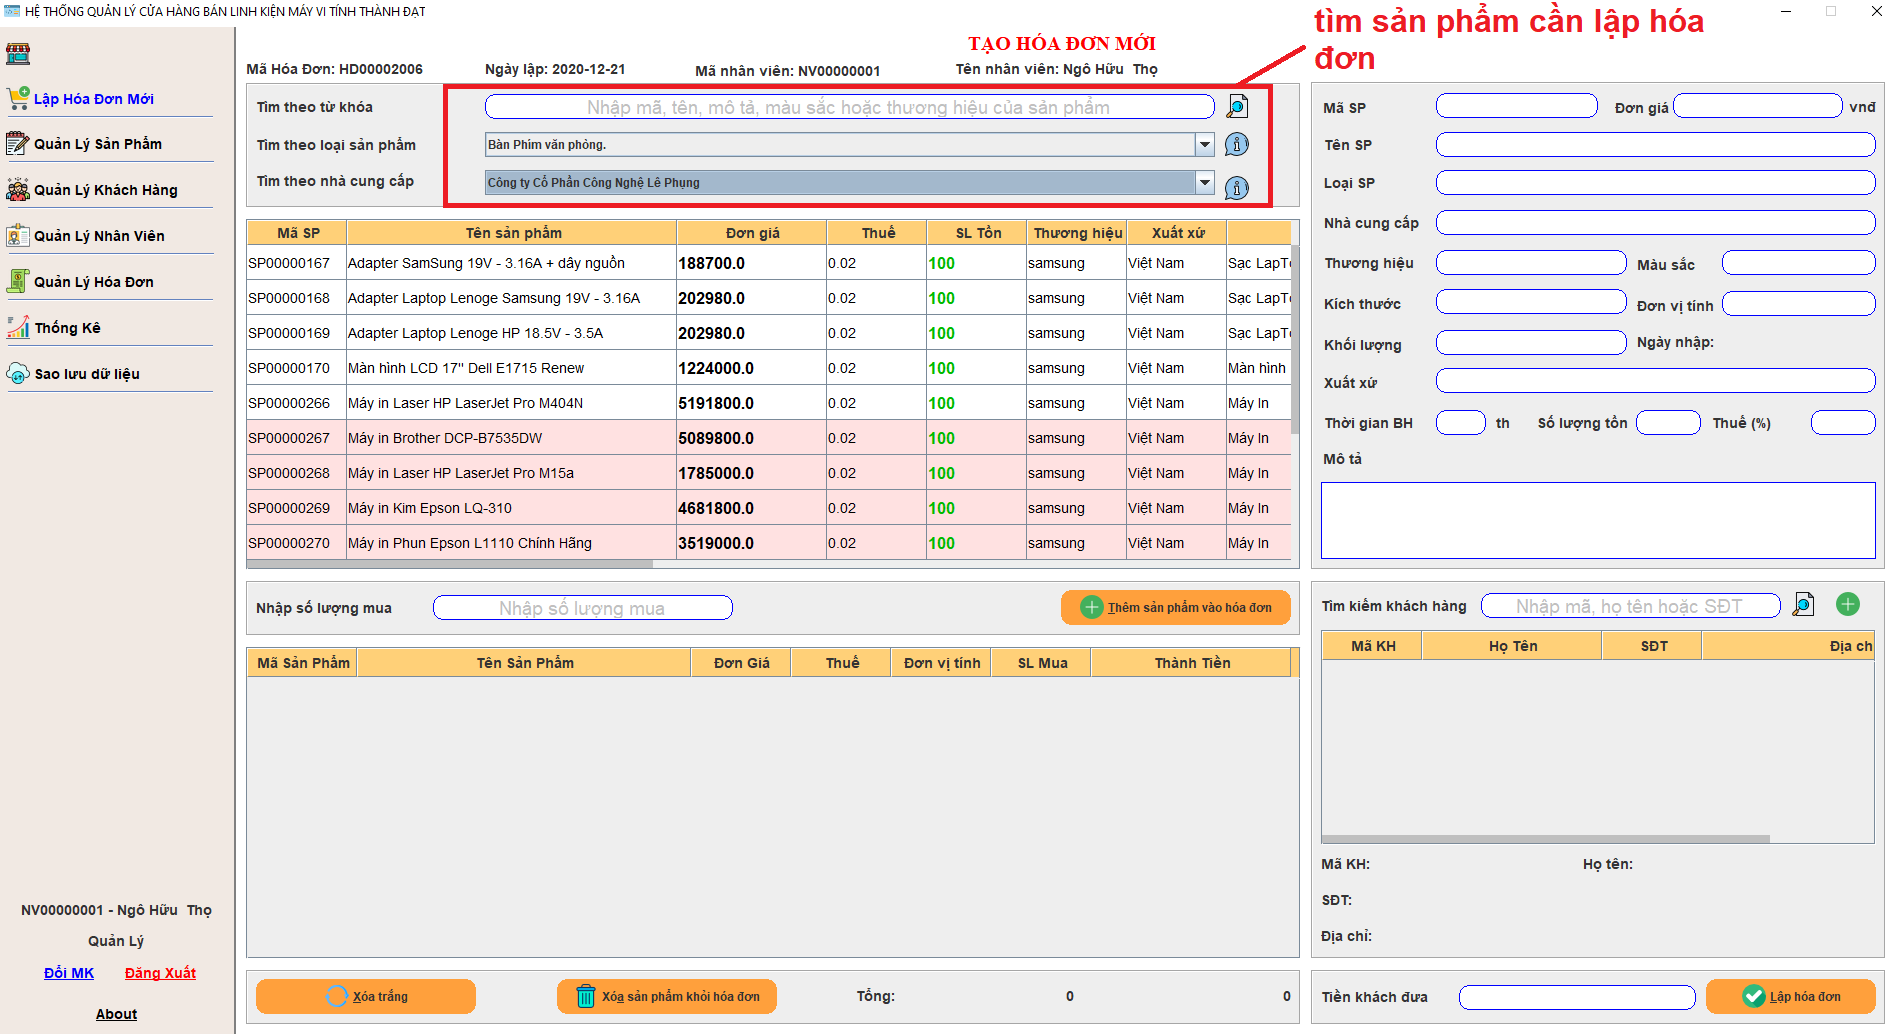 HỆ THỐNG QUẢN LÝ CỬA HÀNG BÁN LINH KIỆN MÁY VI TÍNH THÀNH ĐẠT
tìm sản phẩm cần lập hóa
đơn
TẠO HÓA ĐƠN MỚI
Mã Hóa Đơn: HD00002006 Ngày lập: 2020-12-21 Mã nhân viên: NV00000001 Tên nhân viên: Ngô Hữu Thọ
Lập Hóa Đơn Mới
Quản Lý Sản Phẩm
Quản Lý Khách Hàng
Quản Lý Nhân Viên
Quản Lý Hóa Đơn
Thống Kê
Sao lưu dữ liệu
NV00000001 - Ngô Hữu Thọ
Quản Lý
Đổi MK Đăng Xuất
About
Tìm theo từ khóa Nhập mã, tên, mô tả, màu sắc hoặc thương hiệu của sản phẩm
Tìm theo loại sản phẩm Bàn Phím văn phòng.
Tìm theo nhà cung cấp Công ty Cổ Phần Công Nghệ Lê Phụng
Mã SP Tên sản phẩm Đơn giá Thuế SL Tồn Thương hiệu Xuất xứ
SP00000167 Adapter SamSung 19V - 3.16A + dây nguồn 188700.0 0.02 100 samsung Việt Nam Sạc LapT
SP00000168 Adapter Laptop Lenoge Samsung 19V - 3.16A 202980.0 0.02 100 samsung Việt Nam Sạc LapT
SP00000169 Adapter Laptop Lenoge HP 18.5V - 3.5A 202980.0 0.02 100 samsung Việt Nam Sạc LapT
SP00000170 Màn hình LCD 17" Dell E1715 Renew 1224000.0 0.02 100 samsung Việt Nam Màn hình
SP00000266 Máy in Laser HP LaserJet Pro M404N 5191800.0 0.02 100 samsung Việt Nam Máy In
SP00000267 Máy in Brother DCP-B7535DW 5089800.0 0.02 100 samsung Việt Nam Máy In
SP00000268 Máy in Laser HP LaserJet Pro M15a 1785000.0 0.02 100 samsung Việt Nam Máy In
SP00000269 Máy in Kim Epson LQ-310 4681800.0 0.02 100 samsung Việt Nam Máy In
SP00000270 Máy in Phun Epson L1110 Chính Hãng 3519000.0 0.02 100 samsung Việt Nam Máy In
Nhập số lượng mua Nhập số lượng mua Thêm sản phẩm vào hóa đơn
Mã Sản Phẩm Tên Sản Phẩm Đơn Giá Thuế Đơn vị tính SL Mua Thành Tiền
Xóa trắng Xóa sản phẩm khỏi hóa đơn Tổng: 0 0
Mã SP Đơn giá vnđ
Tên SP
Loại SP
Nhà cung cấp
Thương hiệu Màu sắc
Kích thước Đơn vị tính
Khối lượng Ngày nhập:
Xuất xứ
Thời gian BH th Số lượng tồn Thuế (%)
Mô tả
Tìm kiếm khách hàng Nhập mã, họ tên hoặc SĐT
Mã KH Họ Tên SĐT Địa ch
Mã KH: Họ tên:
SĐT:
Địa chỉ:
Tiền khách đưa Lập hóa đơn